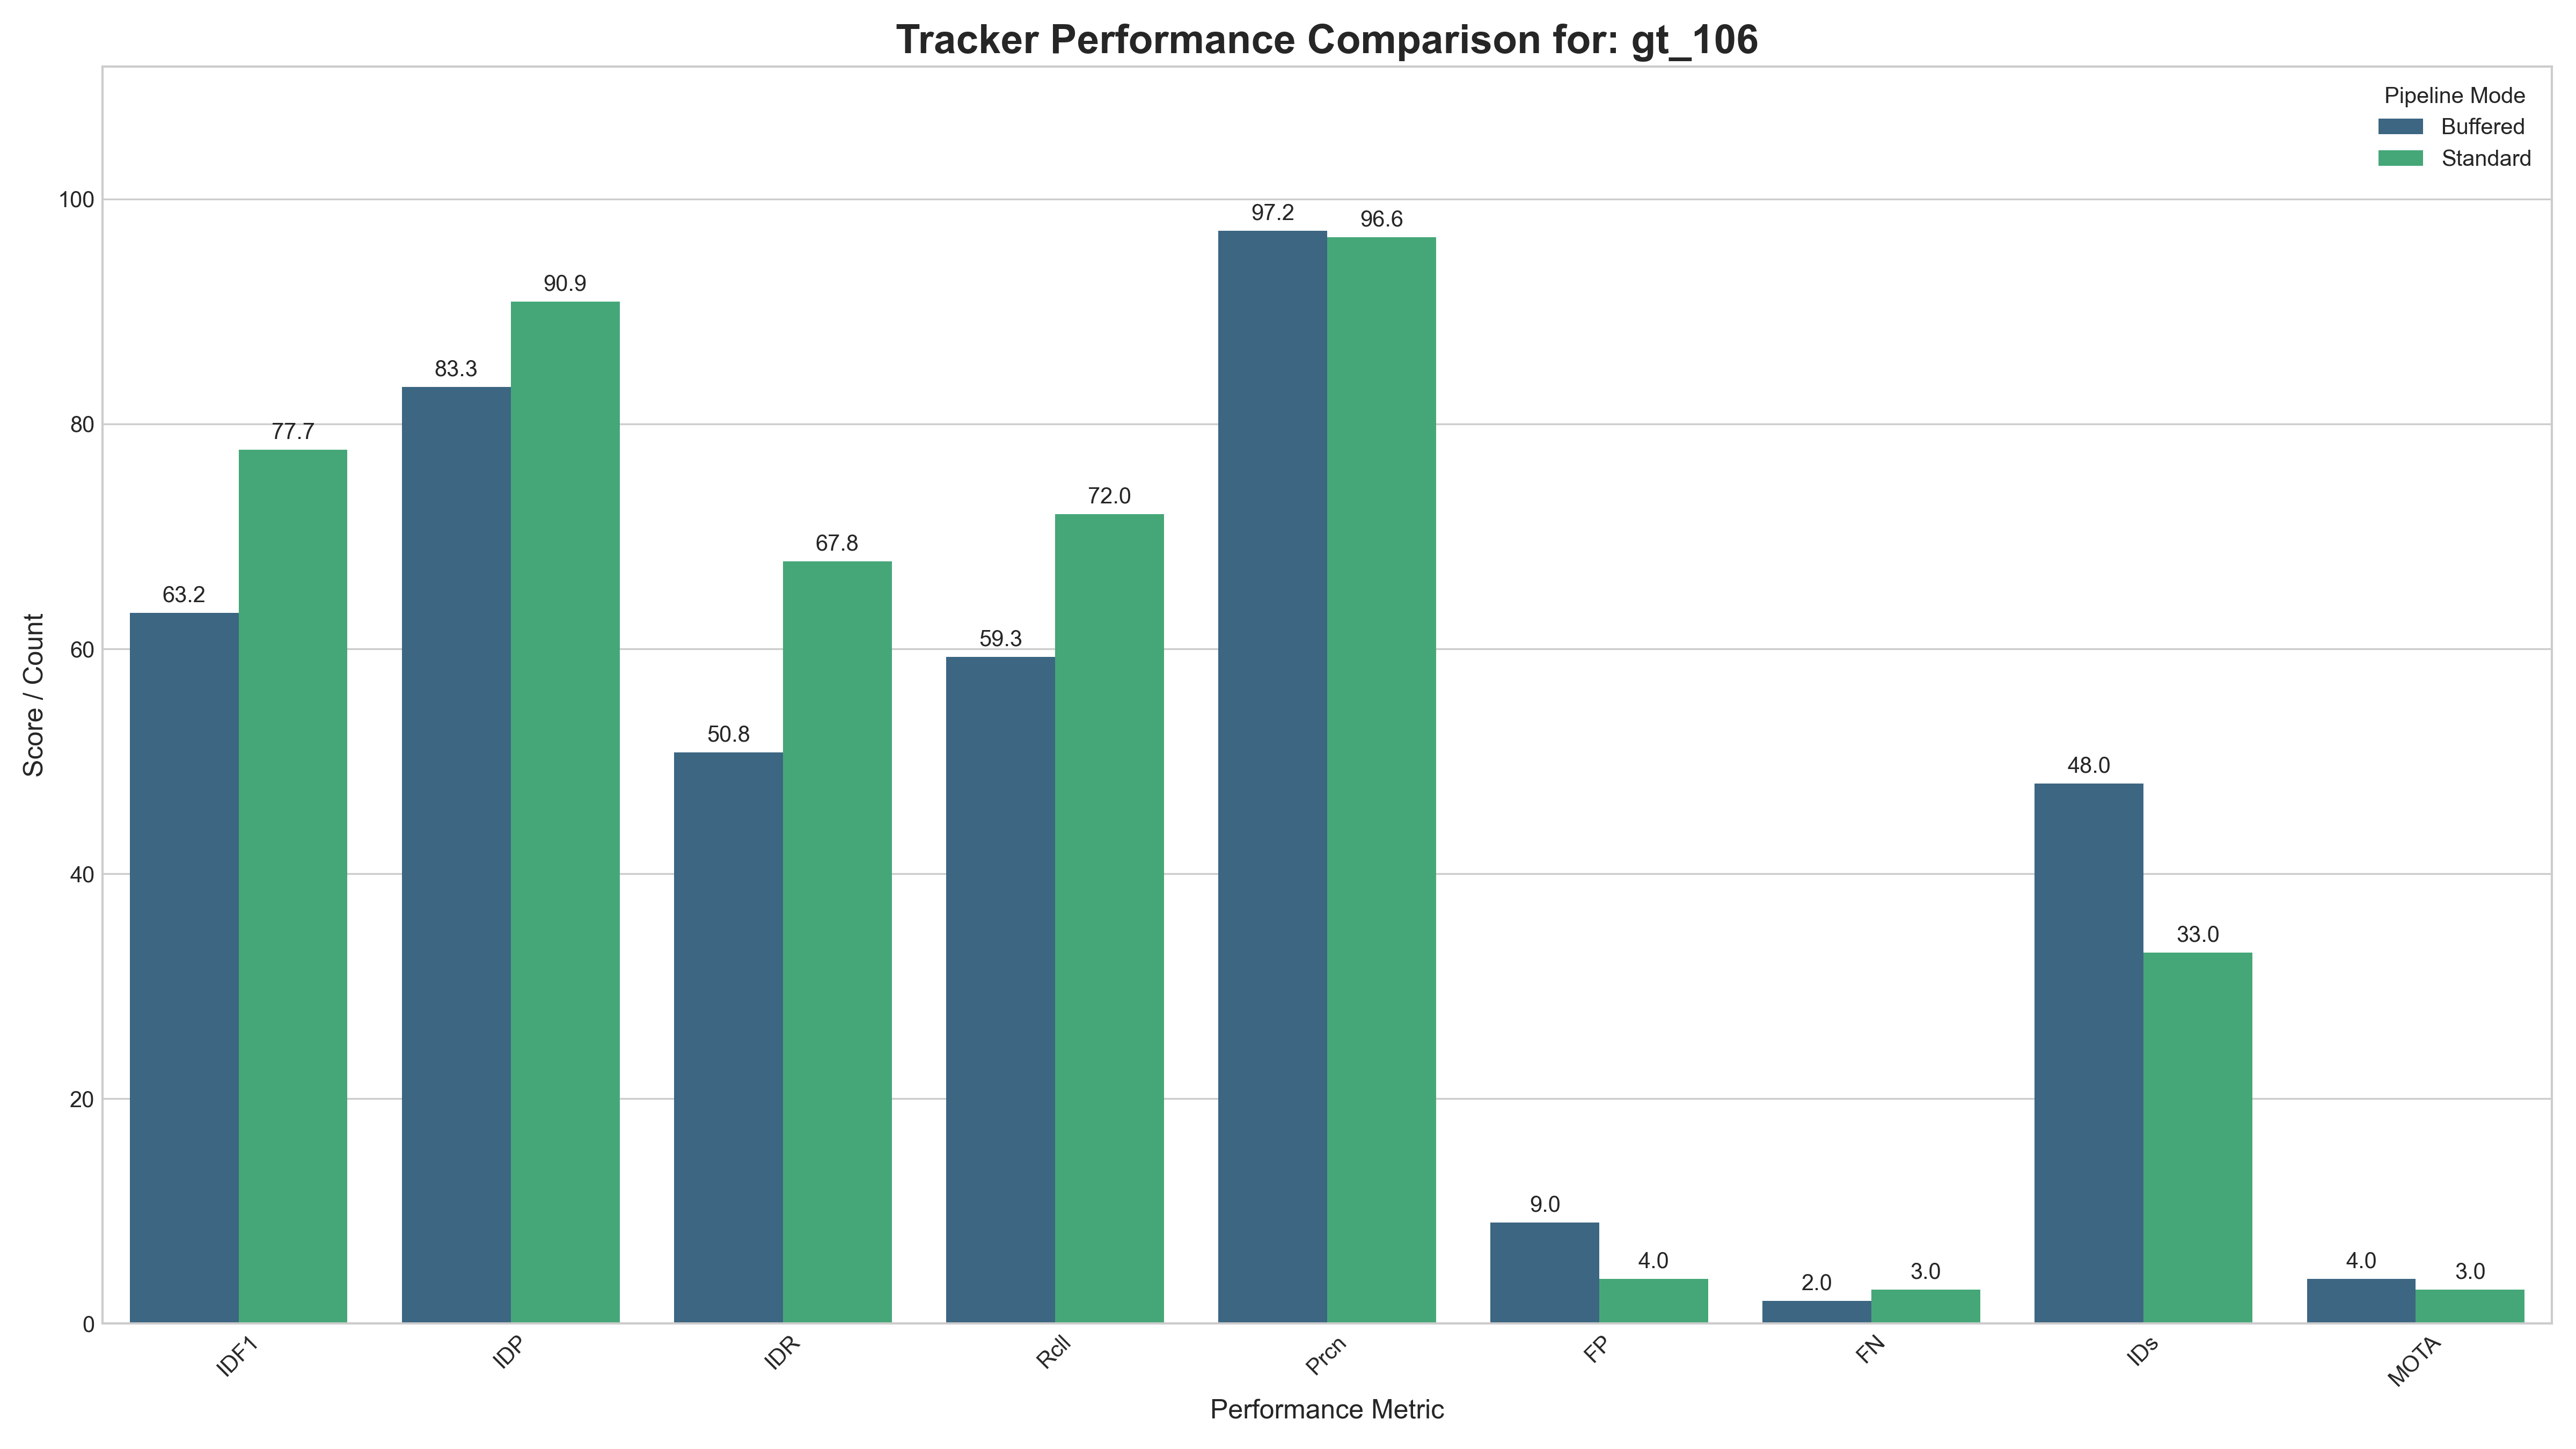 Tracker Performance Comparison for: gt_106
Pipeline Mode
Buffered
Standard
Score / Count
100
80
60
40
20
0
63.2
77.7
83.3
90.9
50.8
67.8
59.3
72.0
97.2
96.6
9.0
4.0
2.0
3.0
48.0
33.0
4.0
3.0
IDF1
IDP
IDR
Rcll
Prcn
FP
FN
IDs
MOTA
Performance Metric